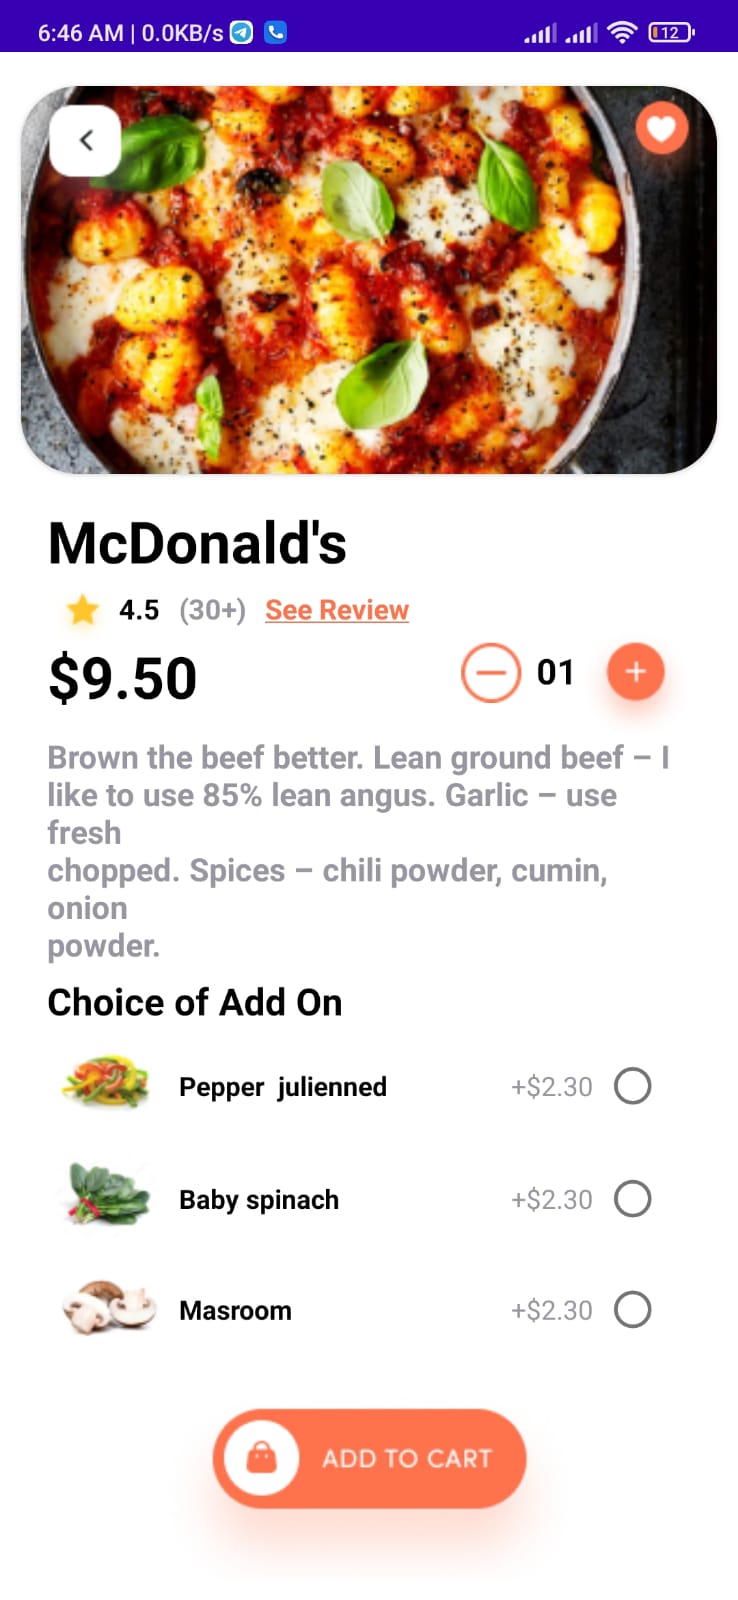 6:46 AM | 0.0KB/s 12
McDonald's
4.5 (30+) See Review
$9.50 01
Brown the beef better. Lean ground beef – I
like to use 85% lean angus. Garlic – use
fresh
chopped. Spices – chili powder, cumin,
onion
powder.
Choice of Add On
Pepper julienned +$2.30
Baby spinach +$2.30
Masroom +$2.30
ADD TO CART